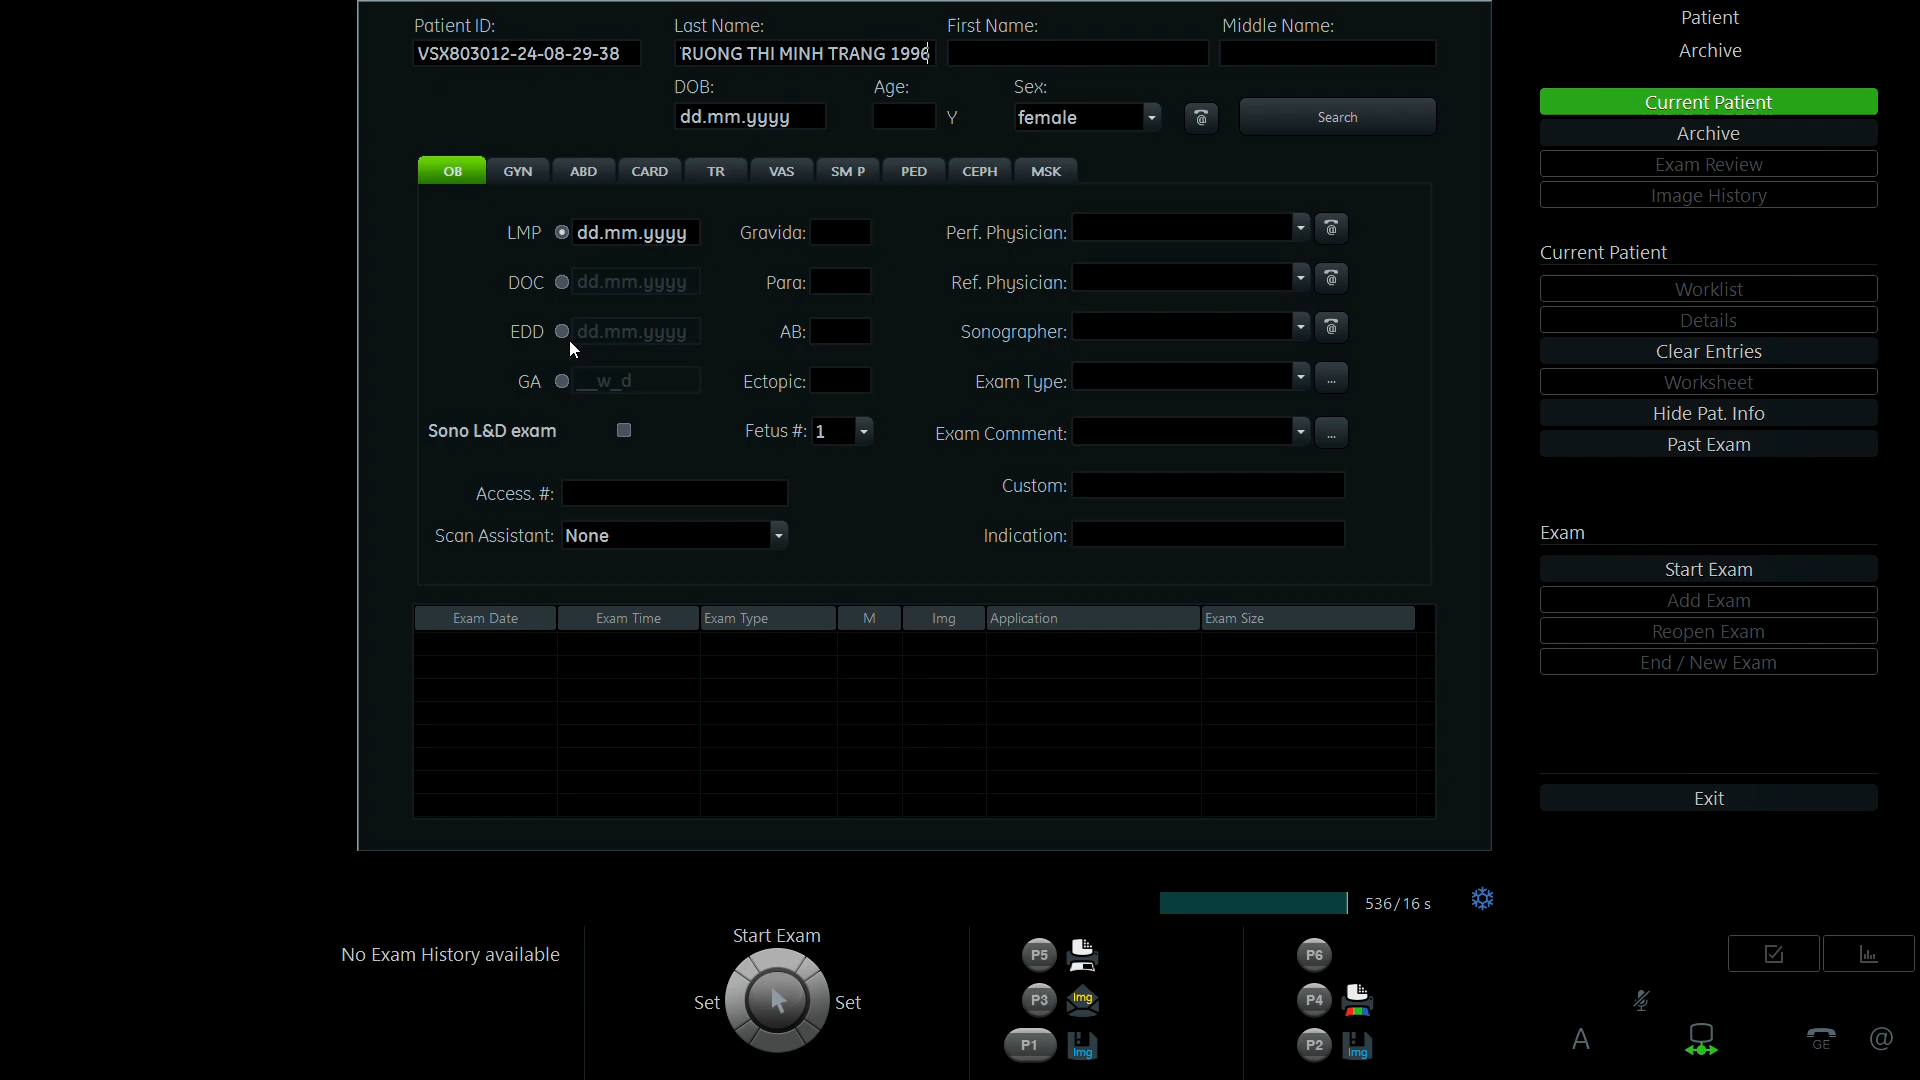 Patient ID: Last Name: First Name: Middle Name:
VSX803012-24-08-29-38 RUONG THI MINH TRANG 1996
DOB: Age: Sex:
dd.mm.yyyy Y female Search
OB GYN ABD CARD TR VAS SM P PED CEPH MSK
LMP dd.mm.yyyy Gravida: Perf. Physician:
DOC dd.mm.yyyy Para: Ref. Physician:
EDD dd.mm.yyyy AB: Sonographer:
GA __w_d Ectopic: Exam Type: ...
Sono L&D exam Fetus #: 1 Exam Comment: ...
Access. #: Custom:
Scan Assistant: None Indication:
Exam Date Exam Time Exam Type M Img Application Exam Size
536/16 s
No Exam History available
Start Exam
Set Set
P5 P6
P3 Img P4
P1 Img P2 Img
Patient
Archive
Current Patient
Archive
Exam Review
Image History
Current Patient
Worklist
Details
Clear Entries
Worksheet
Hide Pat. Info
Past Exam
Exam
Start Exam
Add Exam
Reopen Exam
End / New Exam
Exit
A GE @